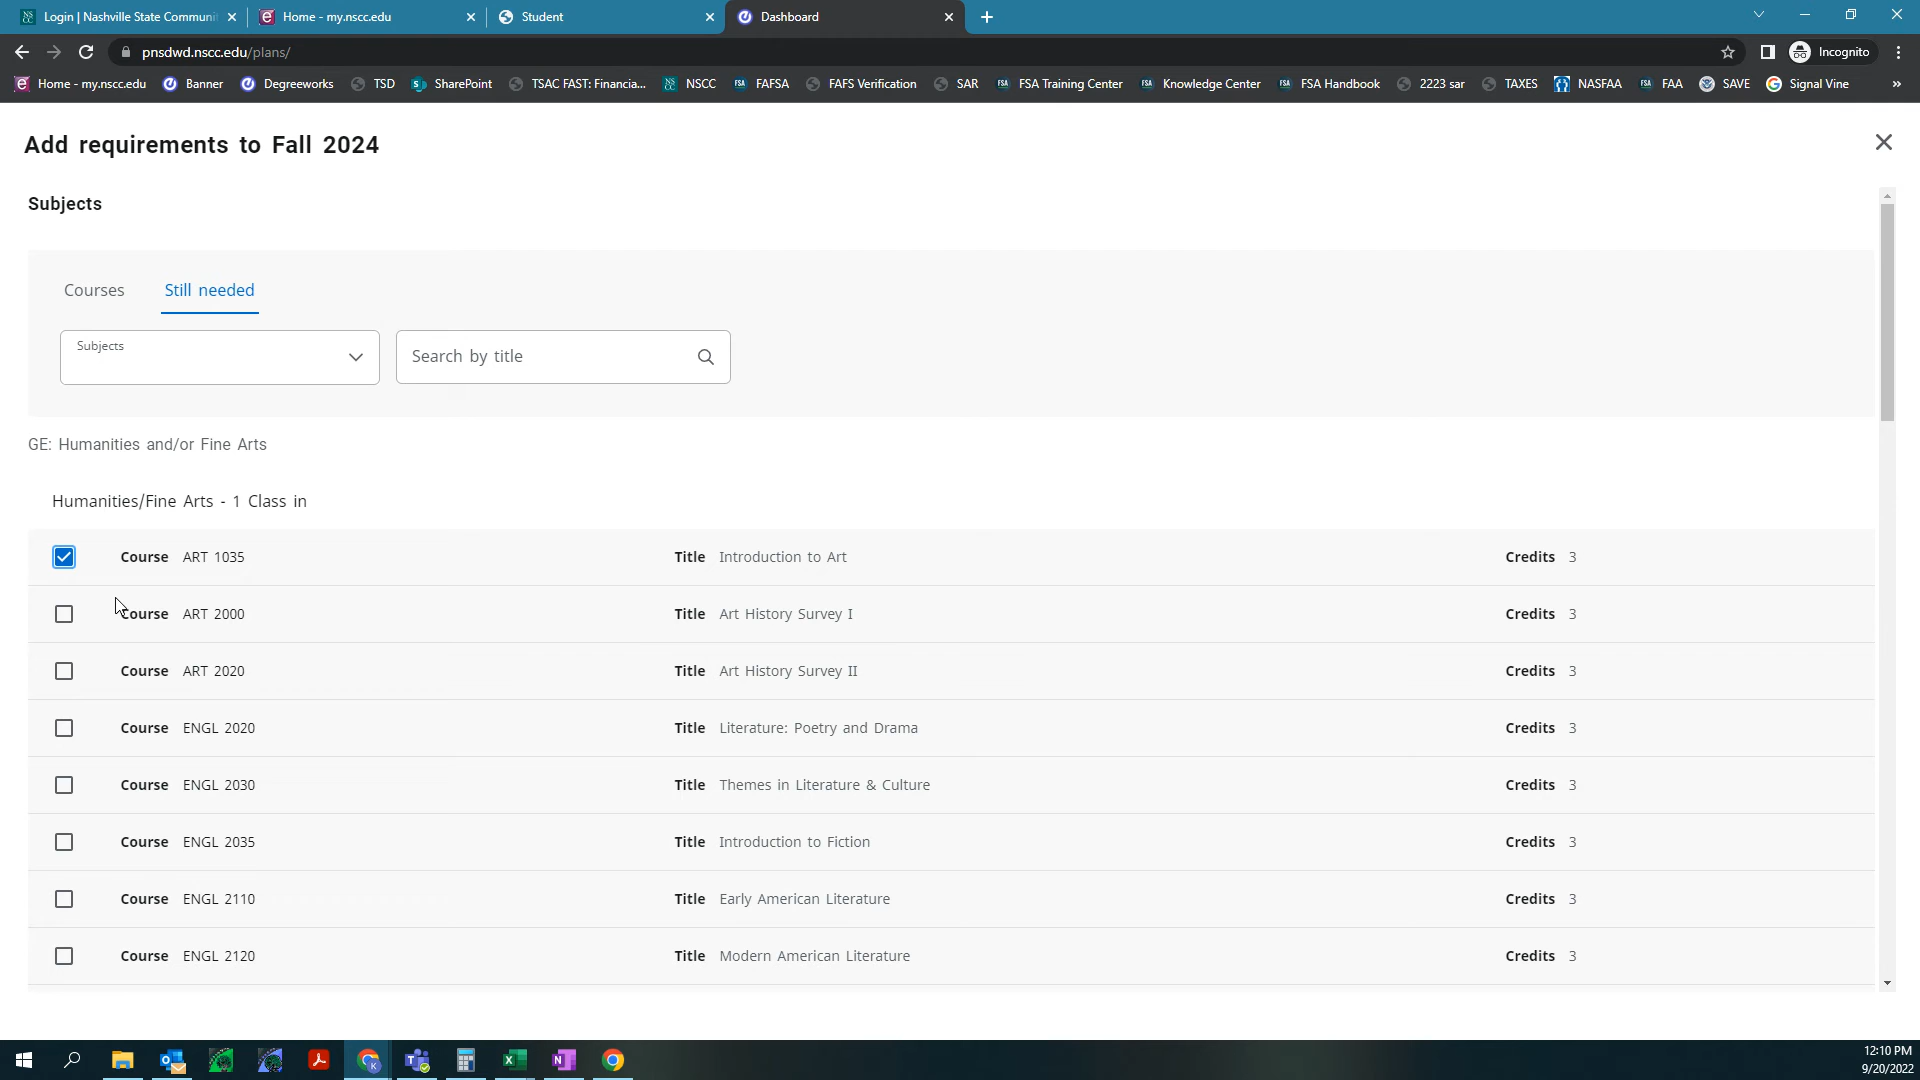 Login | Nashville State Communi
Home - my.nscc.edu
Student
Dashboard
pnsdwd.nscc.edu/plans/
Incognito
Home - my.nscc.edu
Banner
Degreeworks
TSD
SharePoint
TSAC FAST: Financia...
NSCC
FAFSA
FAFS Verification
SAR
FSA Training Center
Knowledge Center
FSA Handbook
2223 sar
TAXES
NASFAA
FAA
SAVE
Signal Vine
»
Add requirements to Fall 2024
Subjects
Courses Still needed
Subjects
Search by title
GE: Humanities and/or Fine Arts
Humanities/Fine Arts - 1 Class in
Course ART 1035 Title Introduction to Art Credits 3
Course ART 2000 Title Art History Survey I Credits 3
Course ART 2020 Title Art History Survey II Credits 3
Course ENGL 2020 Title Literature: Poetry and Drama Credits 3
Course ENGL 2030 Title Themes in Literature & Culture Credits 3
Course ENGL 2035 Title Introduction to Fiction Credits 3
Course ENGL 2110 Title Early American Literature Credits 3
Course ENGL 2120 Title Modern American Literature Credits 3
12:10 PM
9/20/2022